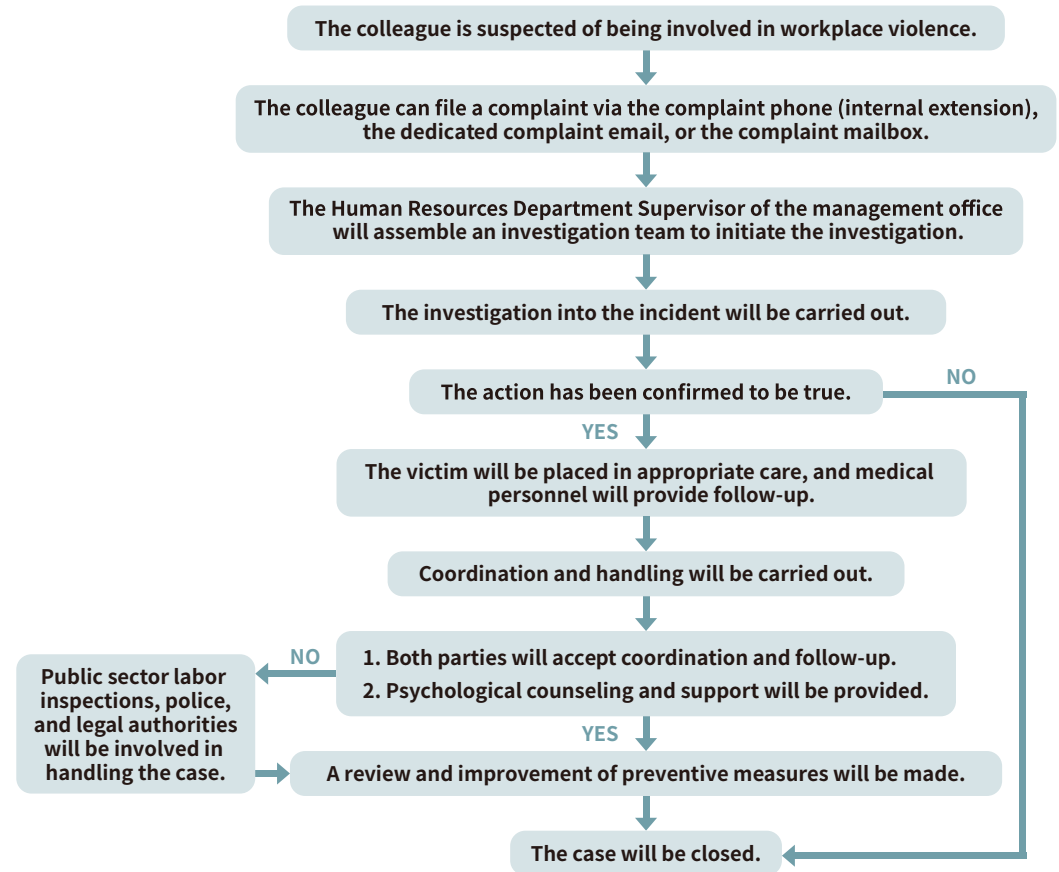 The colleague is suspected of being involved in workplace violence.
The colleague can file a complaint via the complaint phone (internal extension),
the dedicated complaint email, or the complaint mailbox.
The Human Resources Department Supervisor of the management office
will assemble an investigation team to initiate the investigation.
The investigation into the incident will be carried out.
The action has been confirmed to be true.
NO
YES
The victim will be placed in appropriate care, and medical
personnel will provide follow-up.
Coordination and handling will be carried out.
1. Both parties will accept coordination and follow-up.
2. Psychological counseling and support will be provided.
NO
Public sector labor
inspections, police,
and legal authorities
will be involved in
handling the case.
YES
A review and improvement of preventive measures will be made.
The case will be closed.